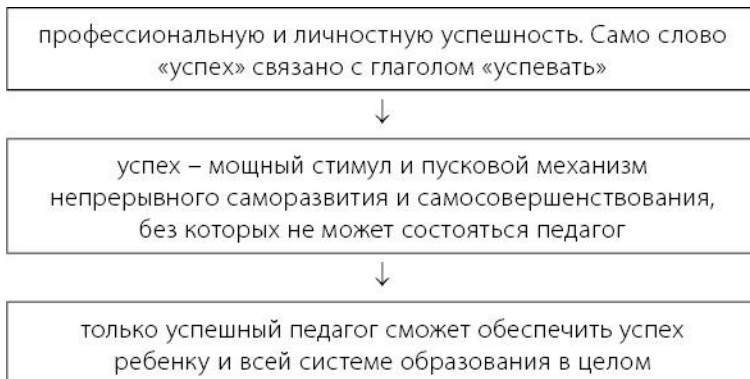 профессиональную и личностную успешность. Само слово
«успех» связано с глаголом «успевать»
↓
успех – мощный стимул и пусковой механизм
непрерывного саморазвития и самосовершенствования,
без которых не может состояться педагог
↓
только успешный педагог сможет обеспечить успех
ребенку и всей системе образования в целом